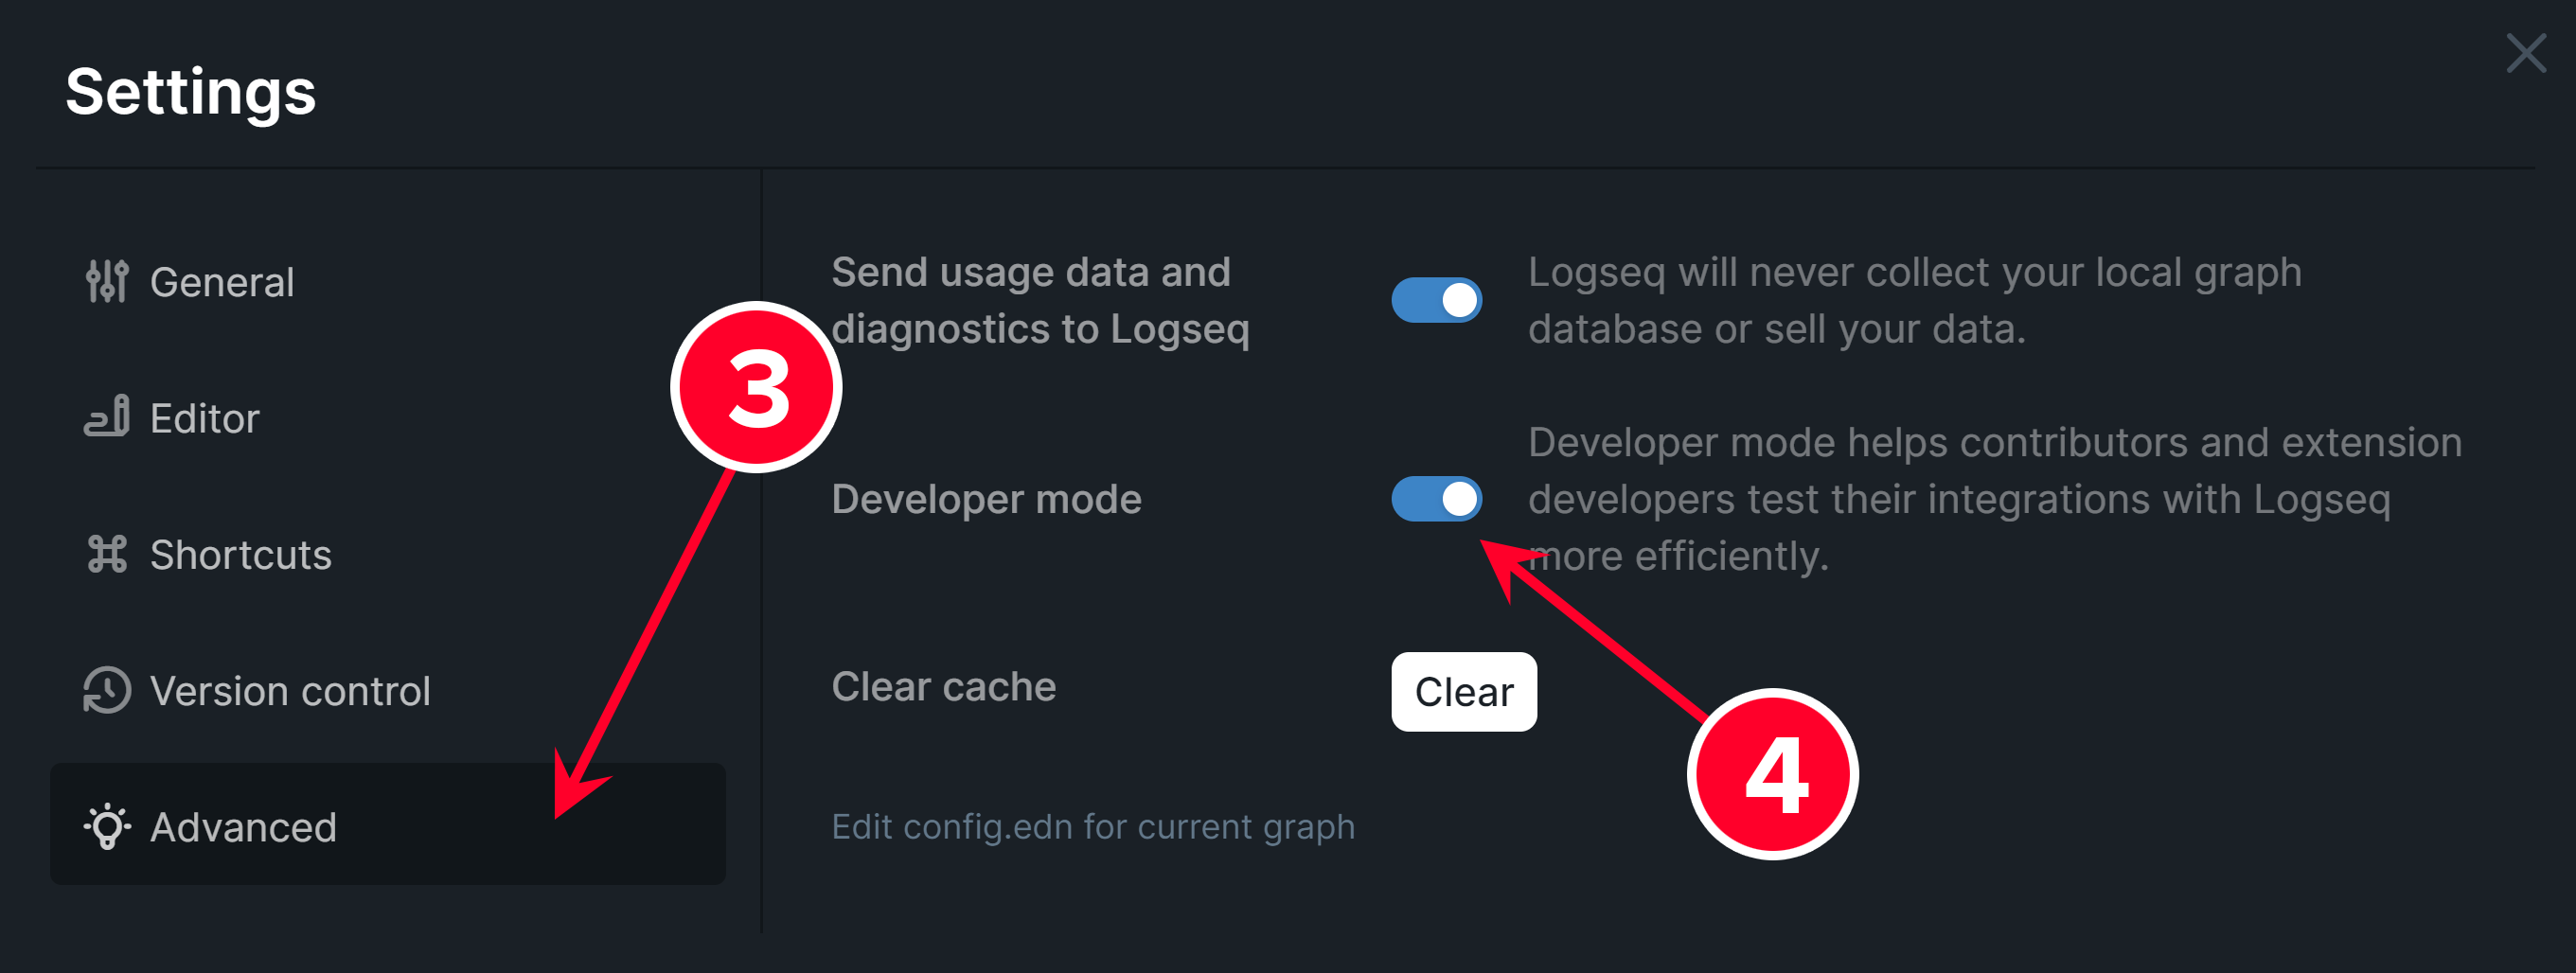 Settings
General
Editor
Shortcuts
Version control
Advanced
Send usage data and
diagnostics to Logseq
Logseq will never collect your local graph
database or sell your data.
Developer mode
Developer mode helps contributors and extension
developers test their integrations with Logseq
more efficiently.
Clear cache
Clear
Edit config.edn for current graph
3
4